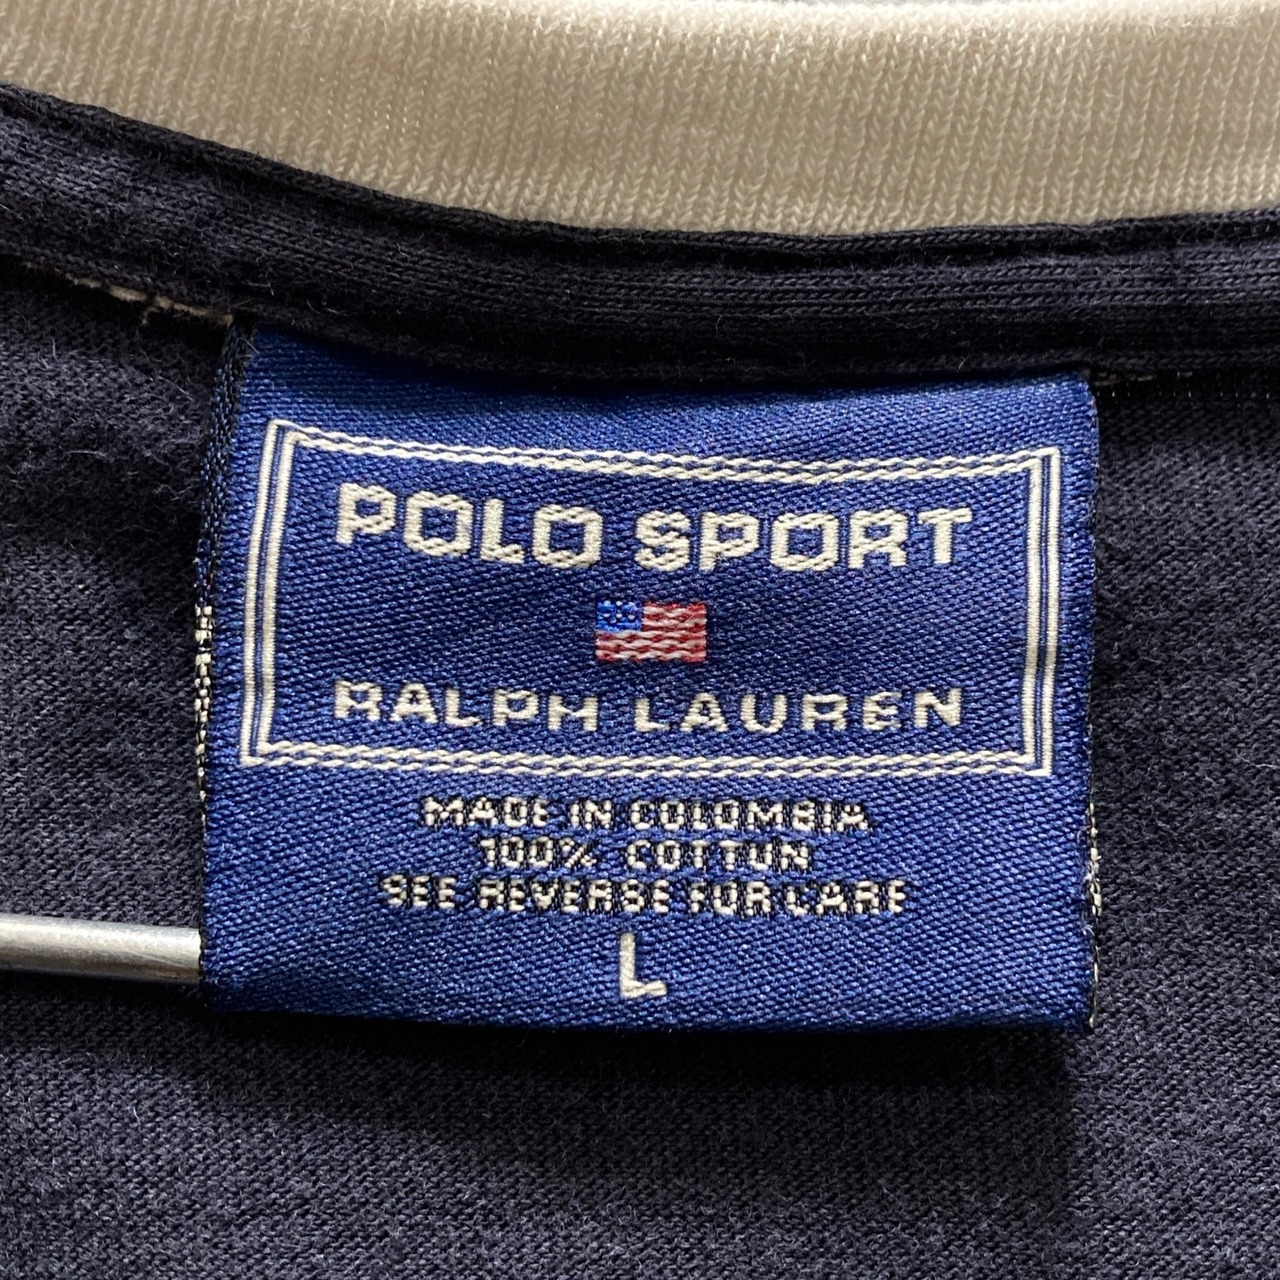 POLO SPORT
RALPH LAUREN
MADE IN COLOMBIA
100% COTTON
SEE REVERSE FOR CARE
L